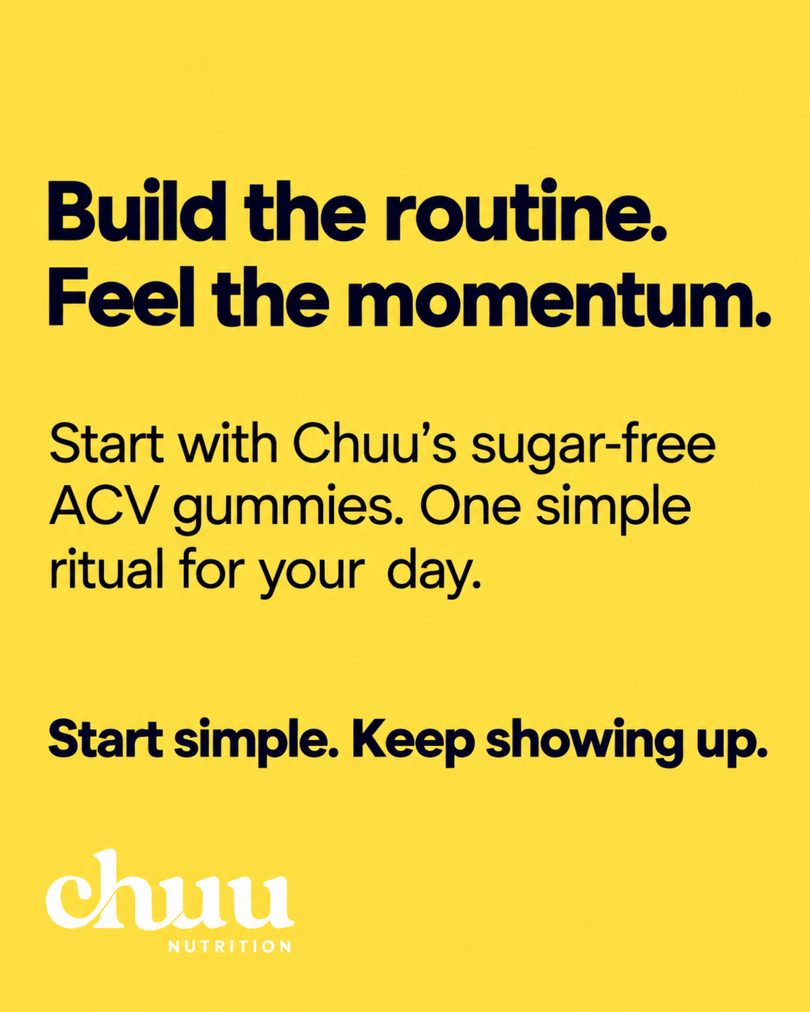 Build the routine.
Feel the momentum.
Start with Chuu’s sugar-free
ACV gummies. One simple
ritual for your day.
Start simple. Keep showing up.
chuu
NUTRITION